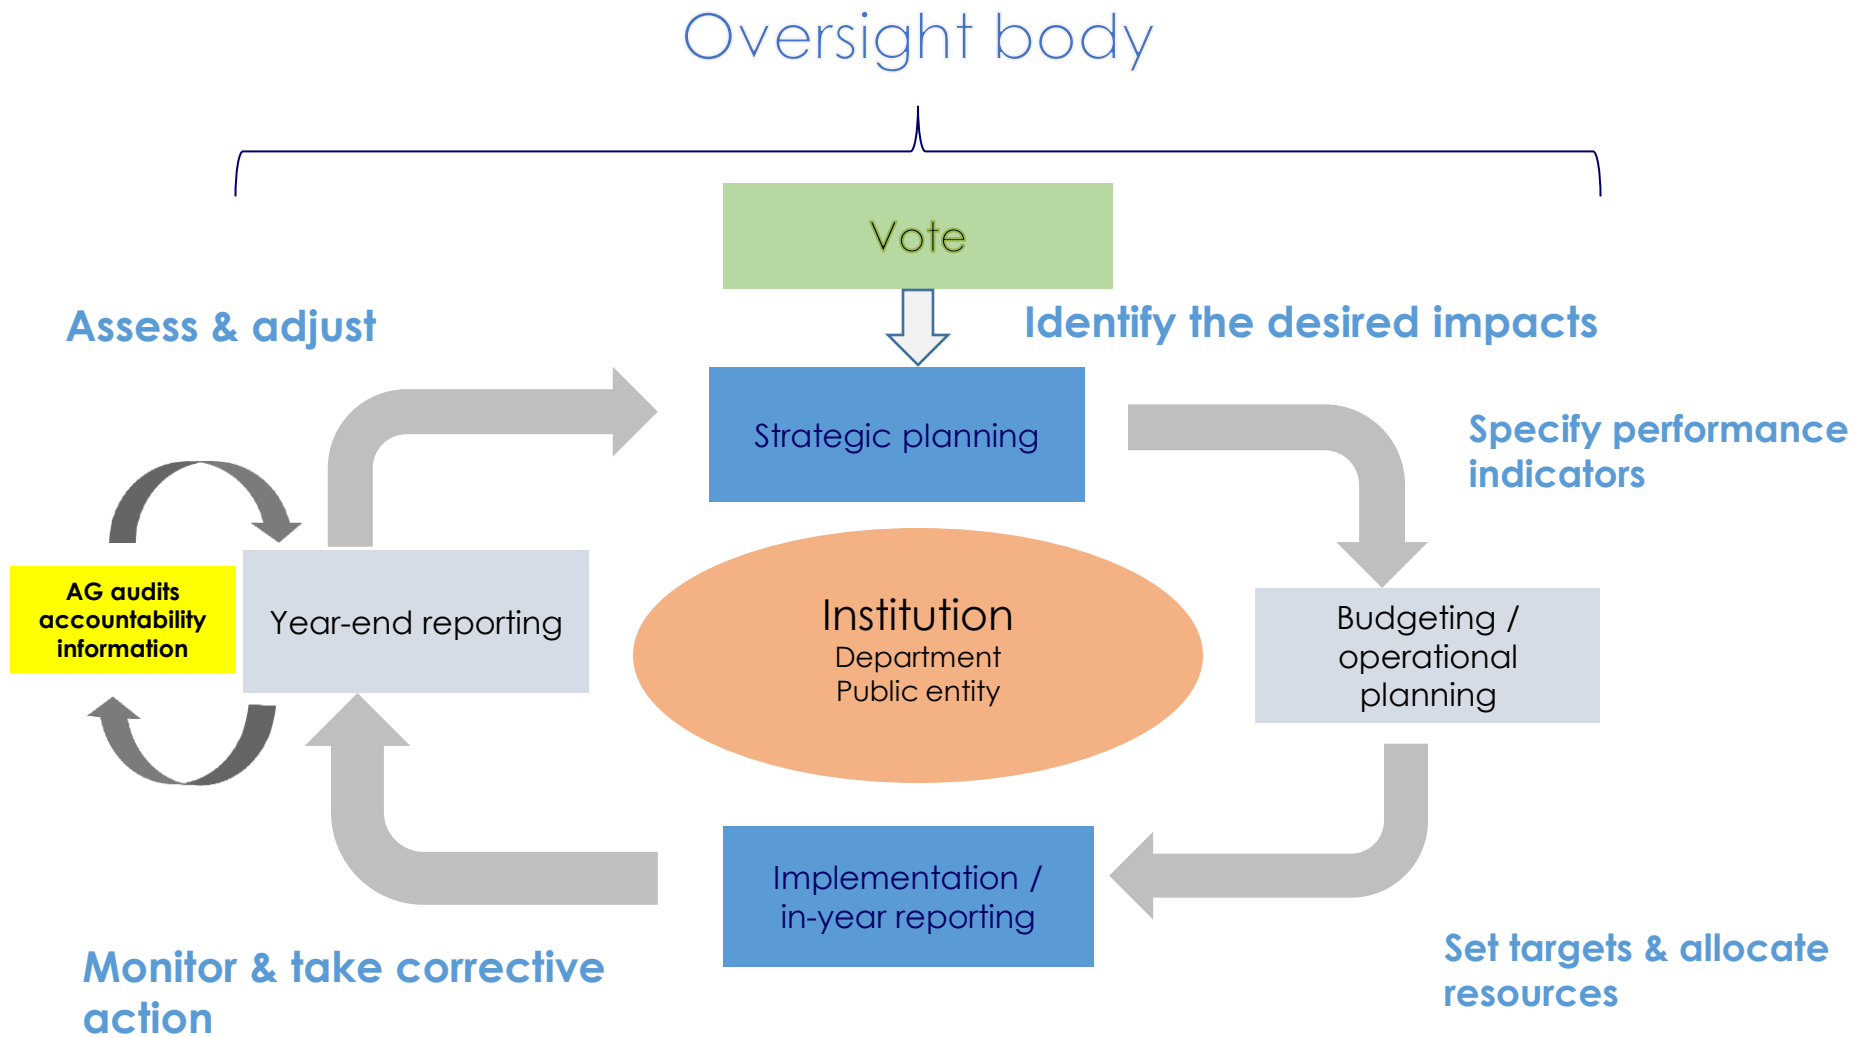 Oversight body
Vote
Assess & adjust
Identify the desired impacts
Strategic planning
Specify performance
indicators
AG audits
accountability
information
Year-end reporting
Institution
Department
Public entity
Budgeting /
operational
planning
Implementation /
in-year reporting
Monitor & take corrective
action
Set targets & allocate
resources